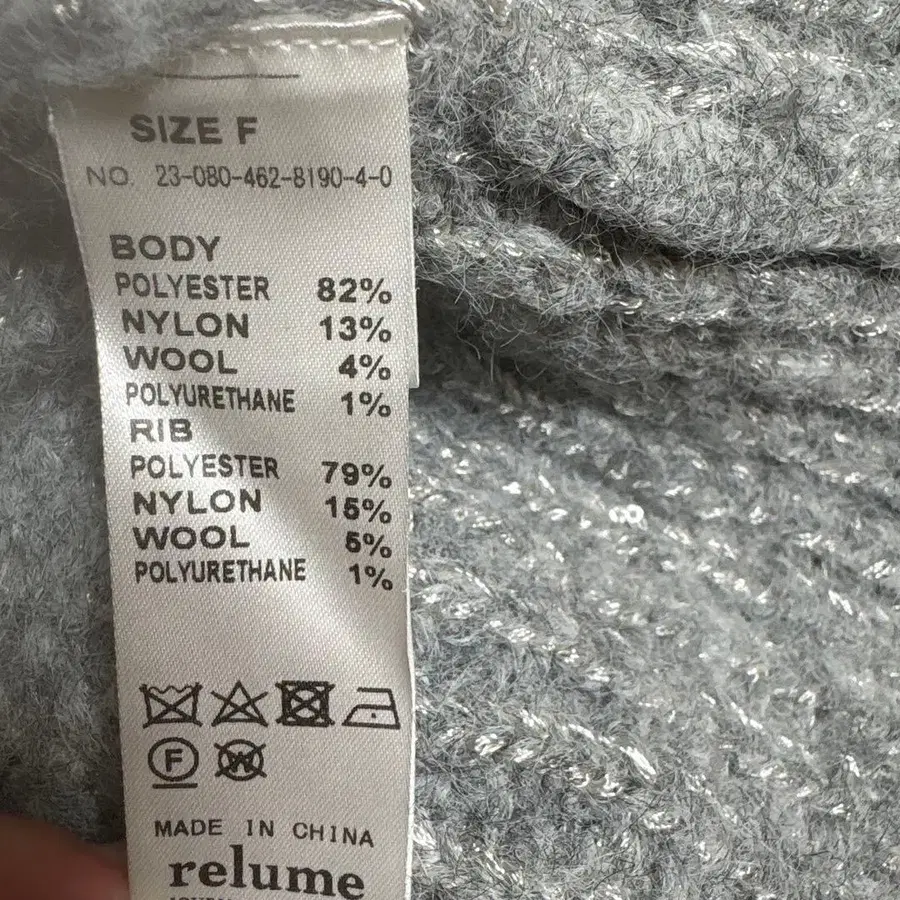 SIZE F
NO. 23-080-462-8190-4-0
BODY
POLYESTER 82%
NYLON 13%
WOOL 4%
POLYURETHANE 1%
RIB
POLYESTER 79%
NYLON 15%
WOOL 5%
POLYURETHANE 1%
F W
MADE IN CHINA
relume